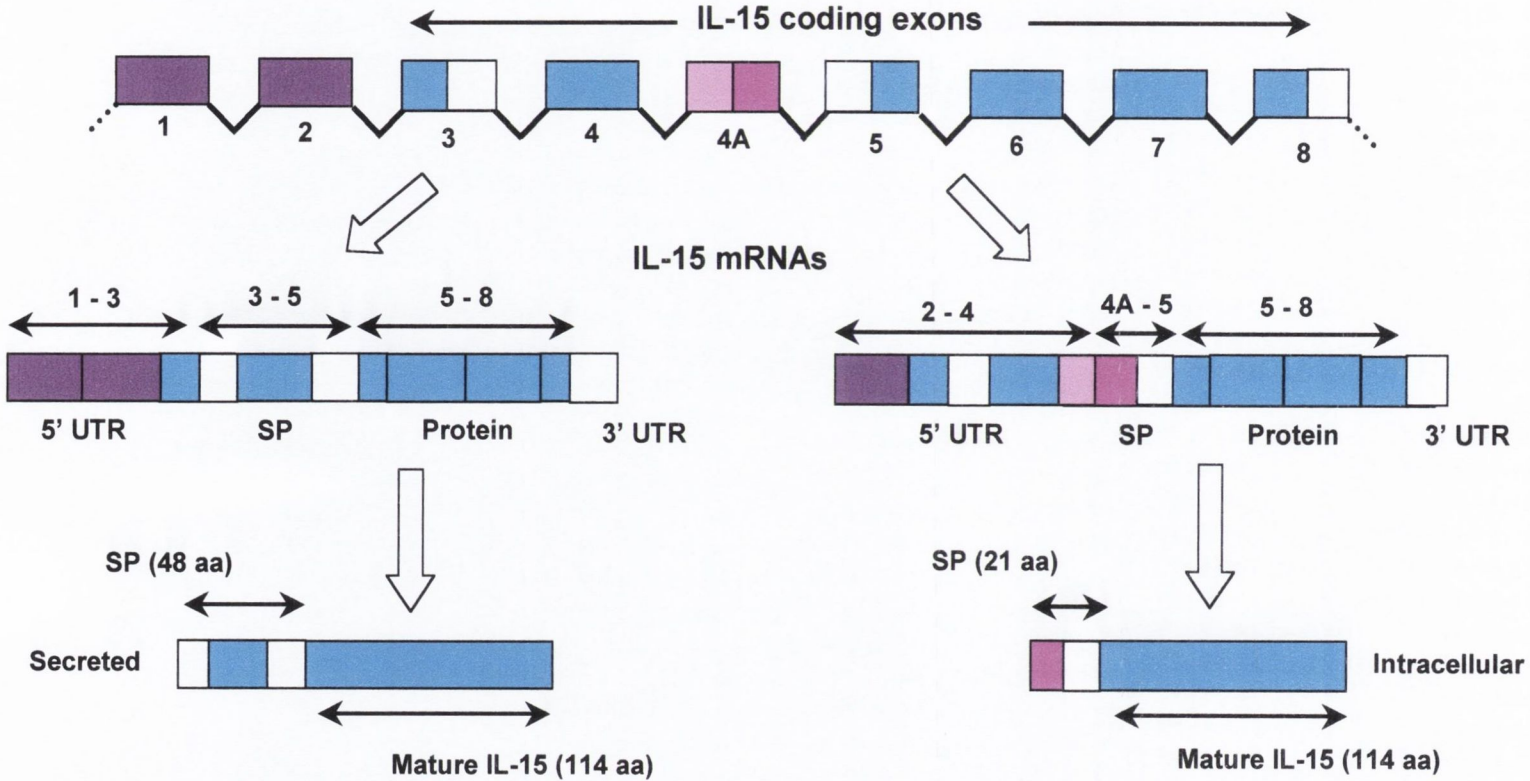 IL-15 coding exons
1
2
3
4
4A
5
6
7
8
IL-15 mRNAs
1 - 3
3 - 5
5 - 8
2 - 4
4A - 5
5 - 8
5’ UTR
SP
Protein
3’ UTR
5’ UTR
SP
Protein
3’ UTR
SP (48 aa)
SP (21 aa)
Secreted
Intracellular
Mature IL-15 (114 aa)
Mature IL-15 (114 aa)